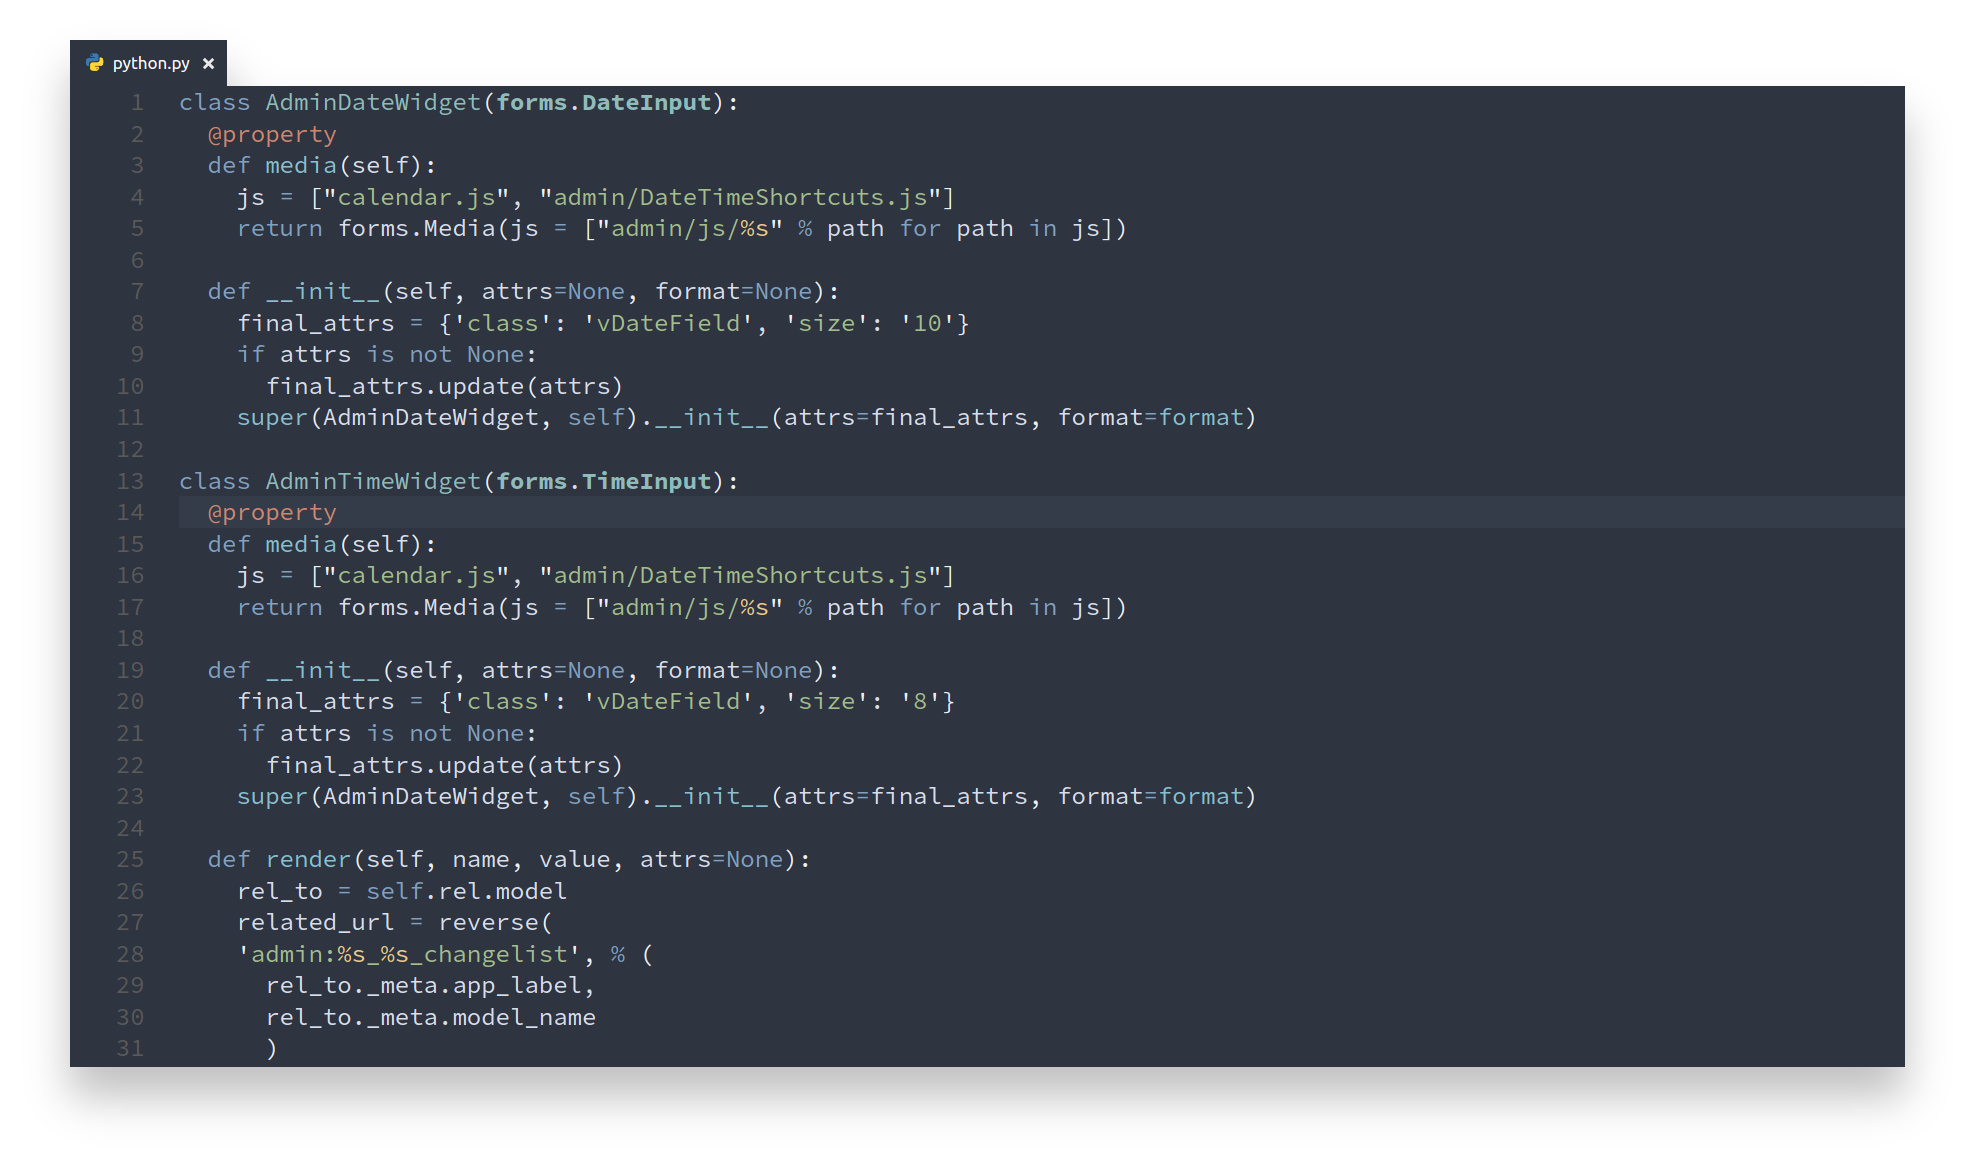 python.py ×
1 class AdminDateWidget(forms.DateInput):
2   @property
3   def media(self):
4     js = ["calendar.js", "admin/DateTimeShortcuts.js"]
5     return forms.Media(js = ["admin/js/%s" % path for path in js])
6
7   def __init__(self, attrs=None, format=None):
8     final_attrs = {'class': 'vDateField', 'size': '10'}
9     if attrs is not None:
10       final_attrs.update(attrs)
11     super(AdminDateWidget, self).__init__(attrs=final_attrs, format=format)
12
13 class AdminTimeWidget(forms.TimeInput):
14   @property
15   def media(self):
16     js = ["calendar.js", "admin/DateTimeShortcuts.js"]
17     return forms.Media(js = ["admin/js/%s" % path for path in js])
18
19   def __init__(self, attrs=None, format=None):
20     final_attrs = {'class': 'vDateField', 'size': '8'}
21     if attrs is not None:
22       final_attrs.update(attrs)
23     super(AdminDateWidget, self).__init__(attrs=final_attrs, format=format)
24
25   def render(self, name, value, attrs=None):
26     rel_to = self.rel.model
27     related_url = reverse(
28     'admin:%s_%s_changelist', % (
29       rel_to._meta.app_label,
30       rel_to._meta.model_name
31       )